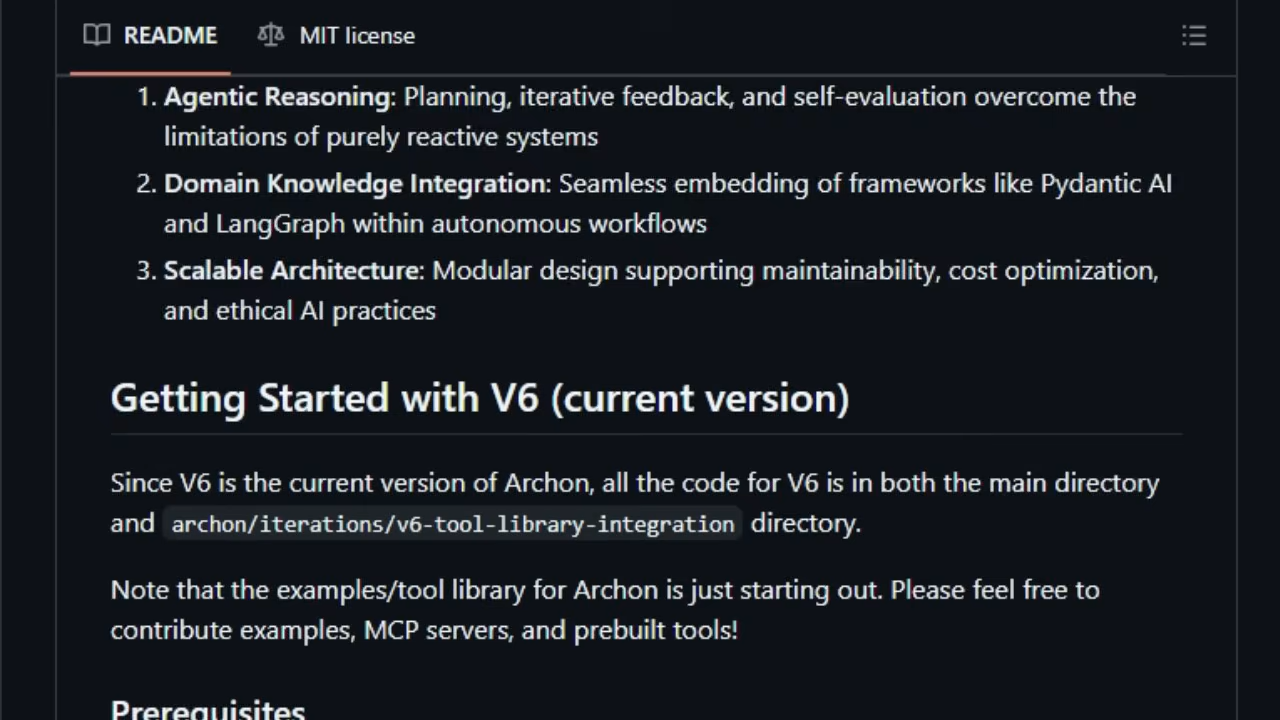 README MIT license
1. Agentic Reasoning: Planning, iterative feedback, and self-evaluation overcome the
limitations of purely reactive systems
2. Domain Knowledge Integration: Seamless embedding of frameworks like Pydantic AI
and LangGraph within autonomous workflows
3. Scalable Architecture: Modular design supporting maintainability, cost optimization,
and ethical AI practices
Getting Started with V6 (current version)
Since V6 is the current version of Archon, all the code for V6 is in both the main directory
and archon/iterations/v6-tool-library-integration directory.
Note that the examples/tool library for Archon is just starting out. Please feel free to
contribute examples, MCP servers, and prebuilt tools!
Prerequisites